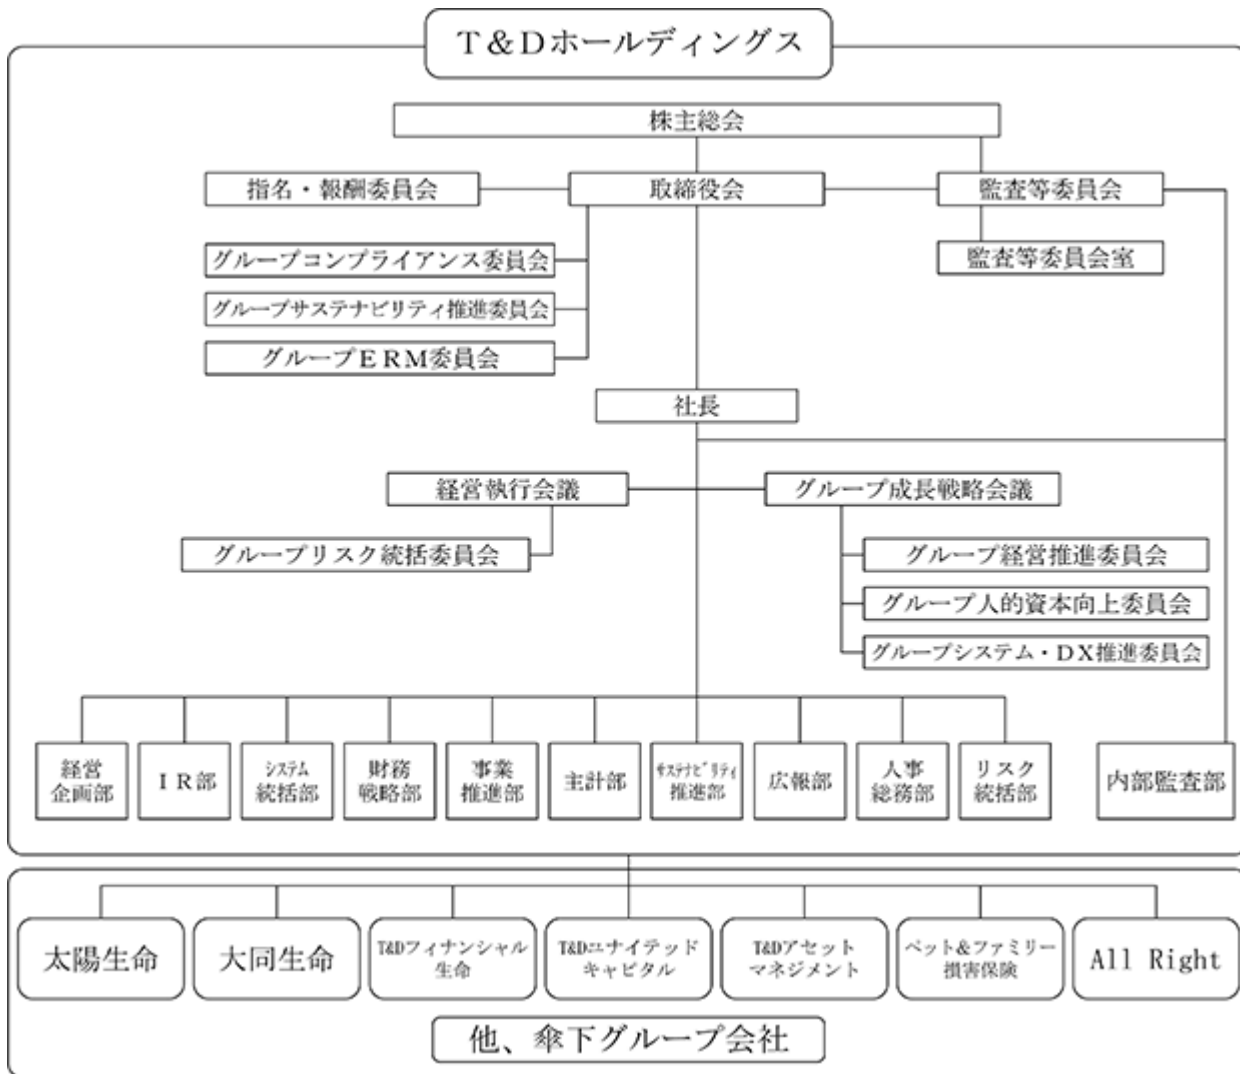 T&Dホールディングス
株主総会
指名・報酬委員会
取締役会
監査等委員会
グループコンプライアンス委員会
監査等委員会室
グループサステナビリティ推進委員会
グループERM委員会
社長
経営執行会議
グループ成長戦略会議
グループリスク統括委員会
グループ経営推進委員会
グループ人的資本向上委員会
グループシステム・DX推進委員会
経営
企画部
IR部
システム
統括部
財務
戦略部
事業
推進部
主計部
サステナビリティ
推進部
広報部
人事
総務部
リスク
統括部
内部監査部
太陽生命
大同生命
T&Dフィナンシャル
生命
T&Dユナイテッド
キャピタル
T&Dアセット
マネジメント
ペット&ファミリー
損害保険
All Right
他、傘下グループ会社